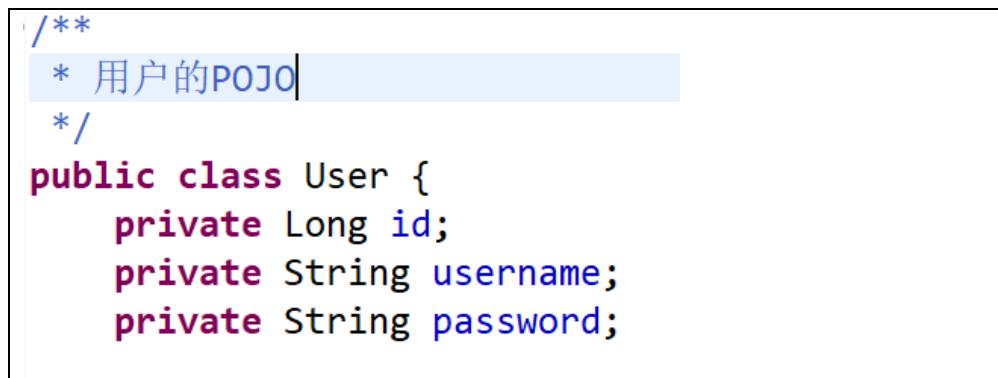 /**
 * 用户的POJO
 */
public class User {
    private Long id;
    private String username;
    private String password;